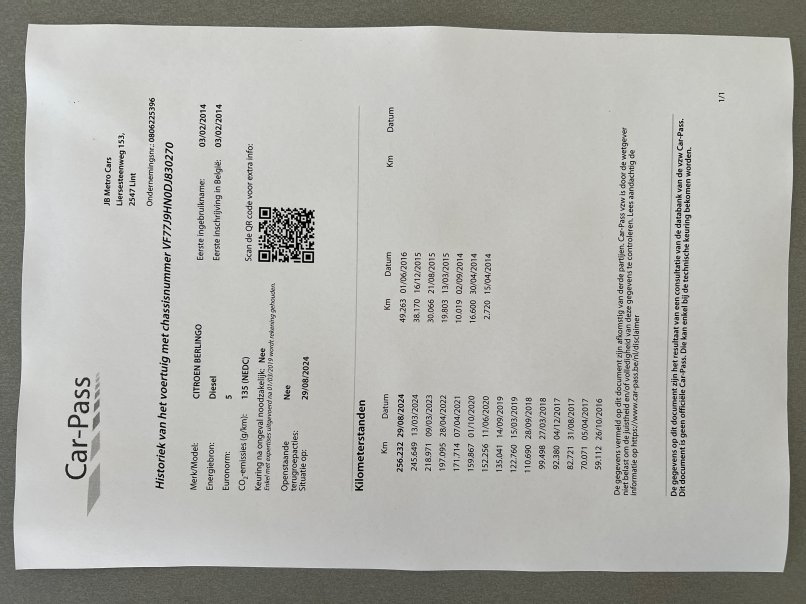 Car-Pass
JB Metro Cars
Liersesteenweg 153,
2547 Lint
Ondernemingsnr.: 0806225396
Historiek van het voertuig met chassisnummer VF77J9HN0DJ830270
Merk/Model: CITROEN BERLINGO
Energiebron: Diesel
Euronorm: 5
CO2-emissies (g/km): 135 (NEDC)
Keuring na ongeval noodzakelijk: Nee
Enkel met expertises uitgevoerd na 01/03/2019 wordt rekening gehouden.
Openstaande
terugroepacties: Nee
Situatie op: 29/08/2024
Eerste ingebruikname: 03/02/2014
Eerste inschrijving in België: 03/02/2014
Scan de QR code voor extra info:
Kilometerstanden
Km Datum
256.232 29/08/2024
245.649 13/03/2024
218.971 09/03/2023
197.095 28/04/2022
171.714 07/04/2021
159.867 01/10/2020
152.256 11/06/2020
135.041 14/09/2019
122.760 15/03/2019
110.690 28/09/2018
99.498 27/03/2018
92.380 04/12/2017
82.721 31/08/2017
70.071 05/04/2017
59.112 26/10/2016
Km Datum
49.263 01/06/2016
38.170 16/12/2015
30.066 21/08/2015
19.803 13/03/2015
10.019 02/09/2014
16.600 30/04/2014
2.720 15/04/2014
Km Datum
De gegevens vermeld op dit document zijn afkomstig van derde partijen. Car-Pass vzw is door de wetgever
niet belast om de juistheid en/of volledigheid van deze gegevens te controleren. Lees aandachtig de
informatie op https://www.car-pass.be/nl/disclaimer
De gegevens op dit document zijn het resultaat van een consultatie van de databank van de vzw Car-Pass.
Dit document is geen officiële Car-Pass. Die kan enkel bij de technische keuring bekomen worden.
1/1